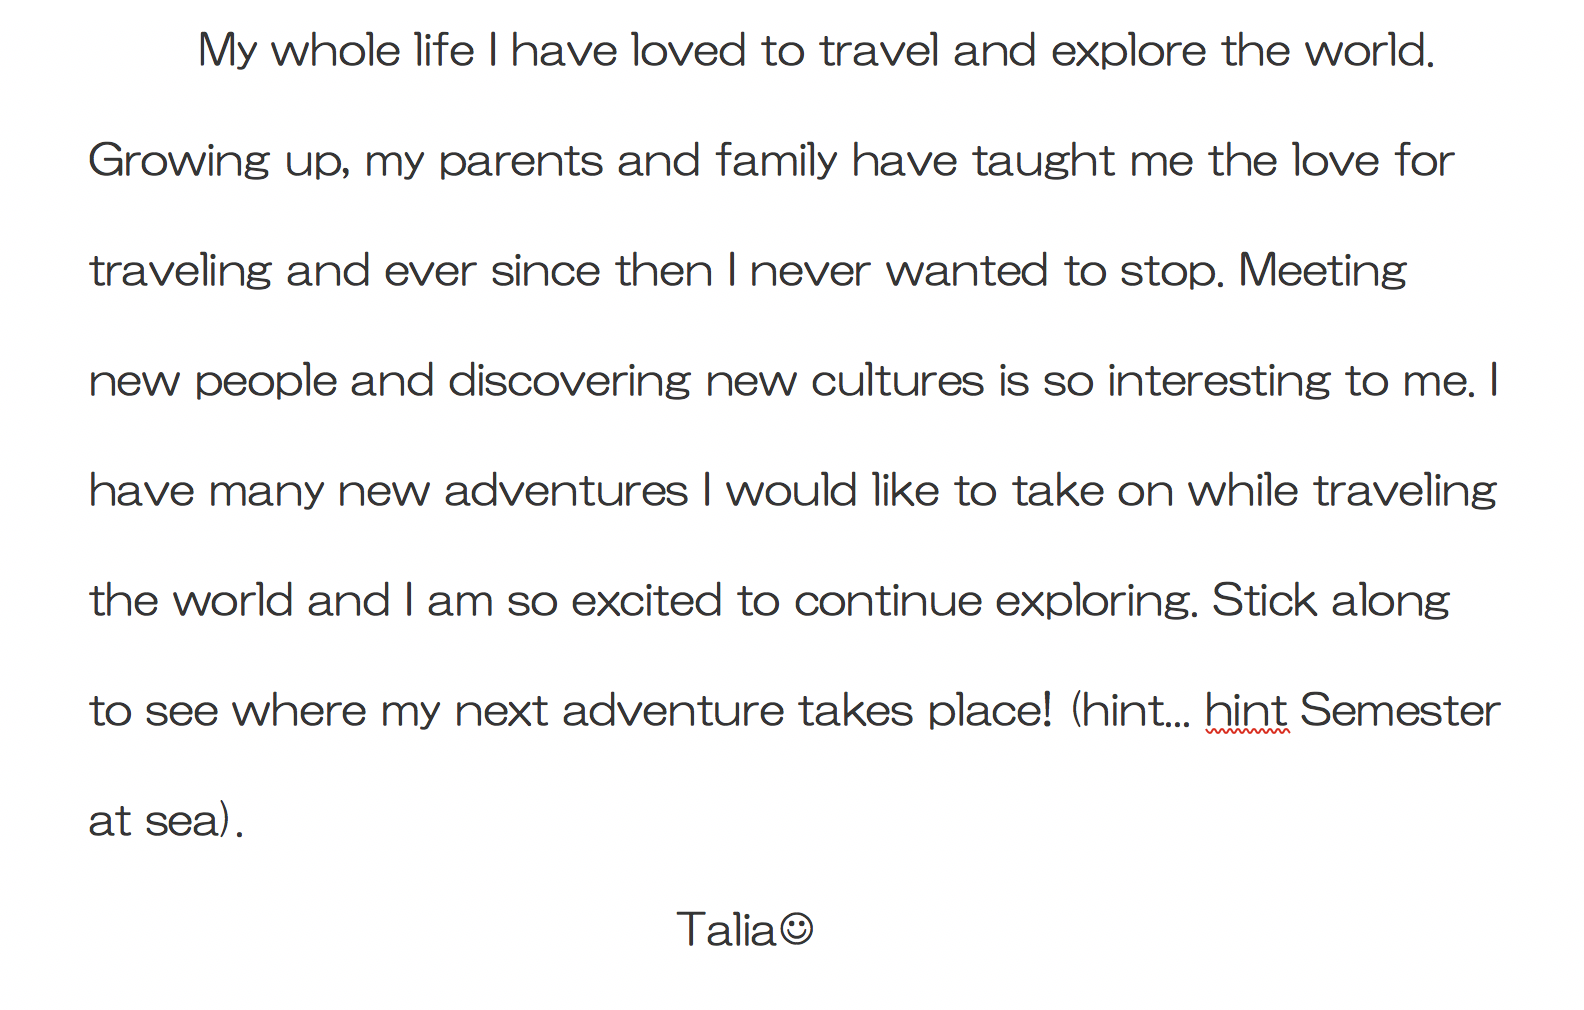 My whole life I have loved to travel and explore the world.
Growing up, my parents and family have taught me the love for
traveling and ever since then I never wanted to stop. Meeting
new people and discovering new cultures is so interesting to me. I
have many new adventures I would like to take on while traveling
the world and I am so excited to continue exploring. Stick along
to see where my next adventure takes place! (hint... hint Semester
at sea).
Talia☺